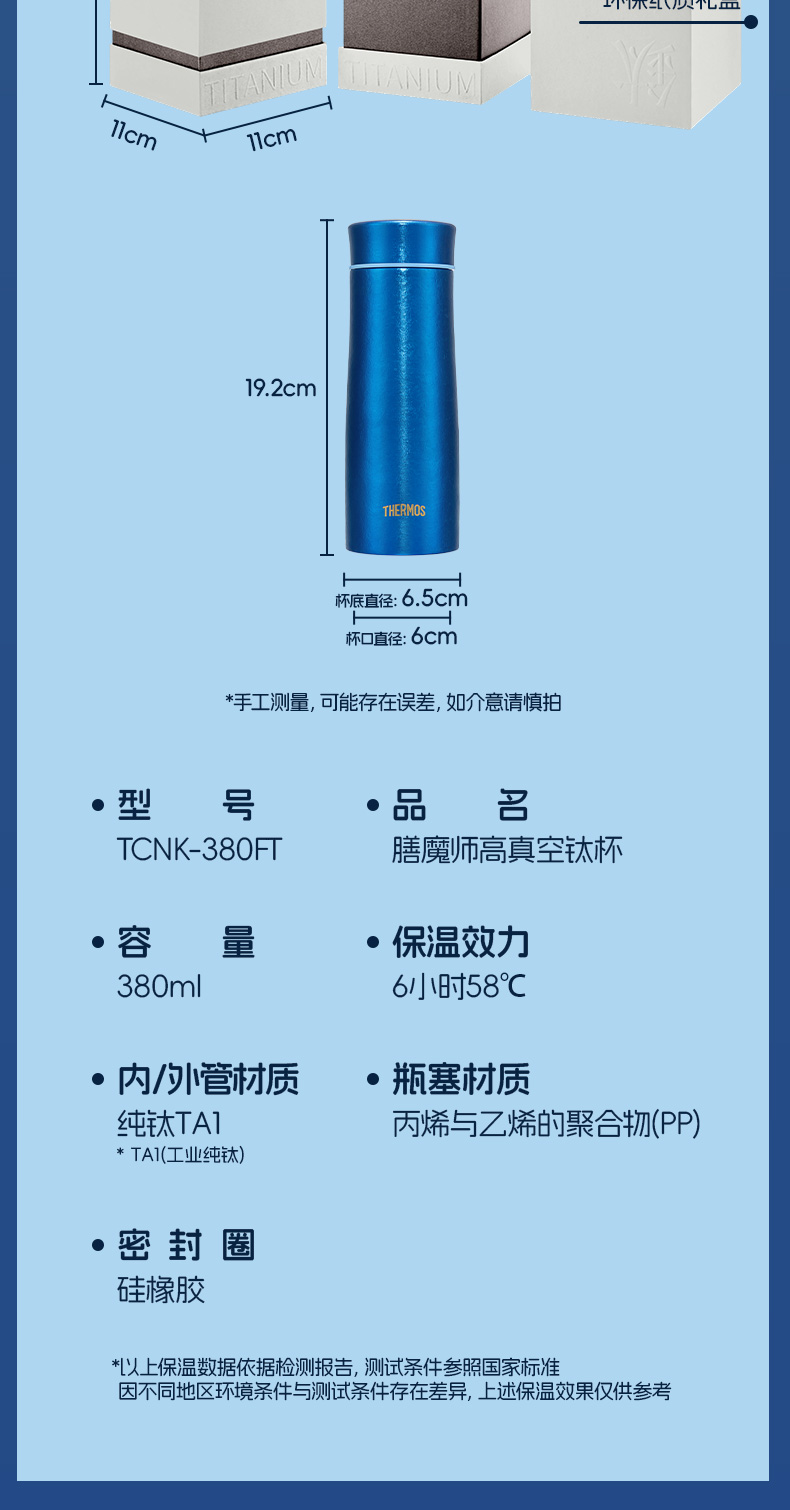 环保纸质礼盒
TITANIUM
TITANIUM
11cm
11cm
19.2cm
THERMOS
杯底直径: 6.5cm
杯口直径: 6cm
*手工测量, 可能存在误差, 如介意请慎拍
型 号
TCNK-380FT
品 名
膳魔师高真空钛杯
容 量
380ml
保温效力
6小时58℃
内/外管材质
纯钛TA1
* TA1(工业纯钛)
瓶塞材质
丙烯与乙烯的聚合物(PP)
密 封 圈
硅橡胶
*以上保温数据依据检测报告, 测试条件参照国家标准
因不同地区环境条件与测试条件存在差异, 上述保温效果仅供参考